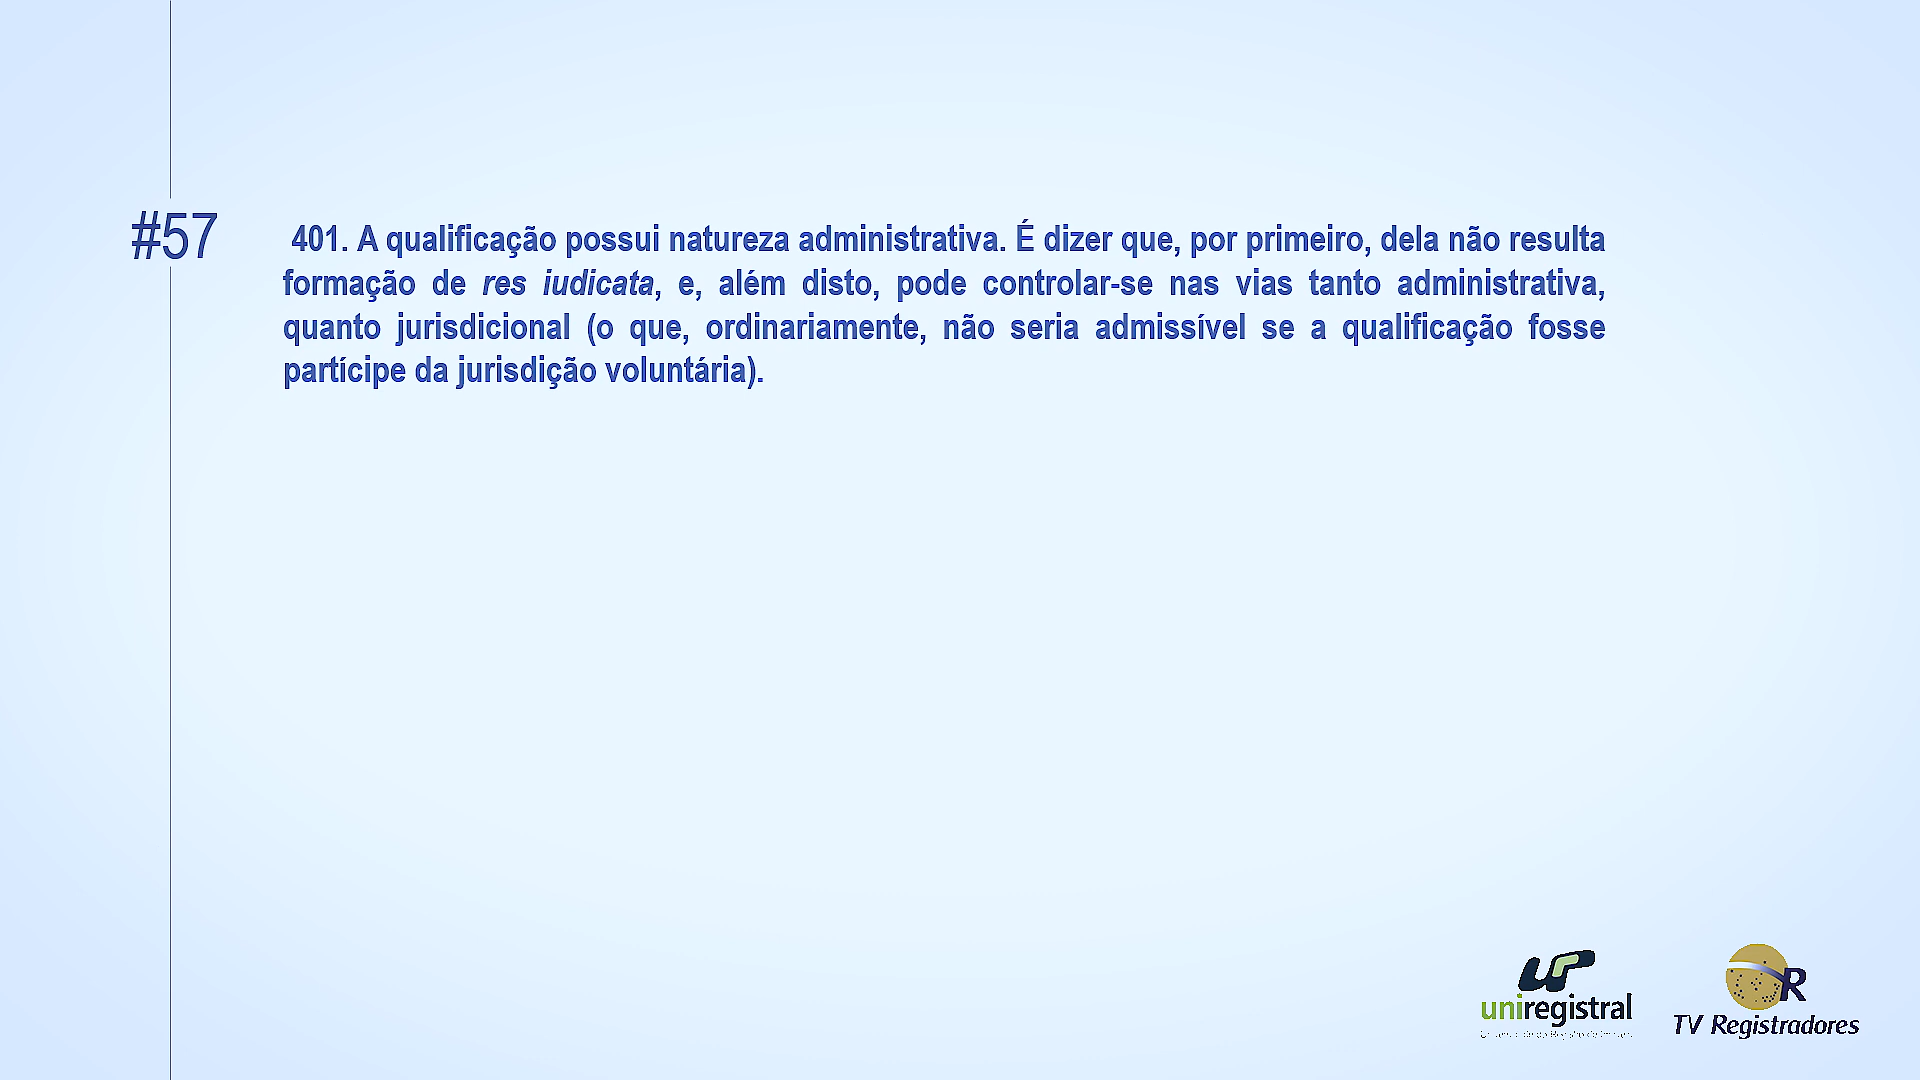 #57
401. A qualificação possui natureza administrativa. É dizer que, por primeiro, dela não resulta
formação de res iudicata, e, além disto, pode controlar-se nas vias tanto administrativa,
quanto jurisdicional (o que, ordinariamente, não seria admissível se a qualificação fosse
partícipe da jurisdição voluntária).
uniregistral
R
TV Registradores